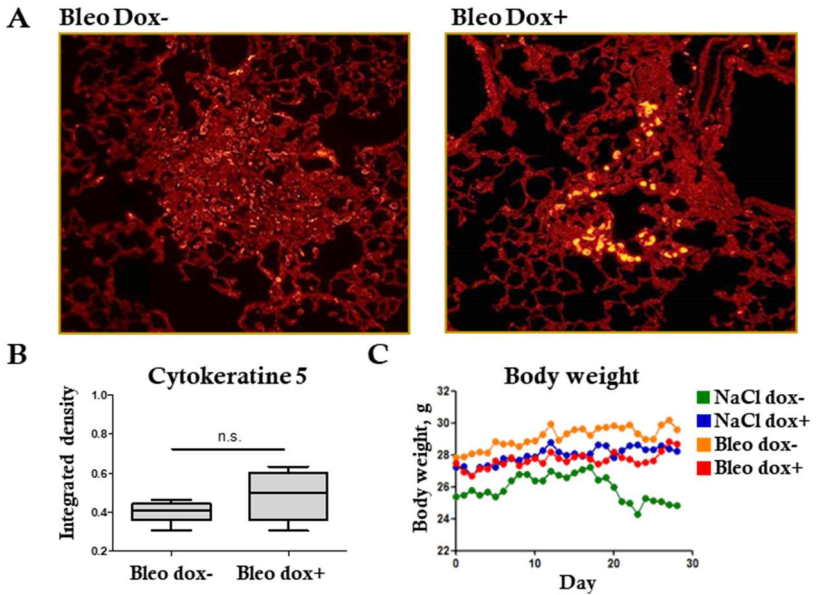 A
Bleo Dox-
Bleo Dox+
B
Cytokeratine 5
Integrated density
1.0
0.8
0.6
0.4
0.2
n.s.
Bleo dox-
Bleo dox+
C
Body weight
Body weight, g
32
30
28
26
24
22
0
10
20
30
Day
NaCl dox-
NaCl dox+
Bleo dox-
Bleo dox+